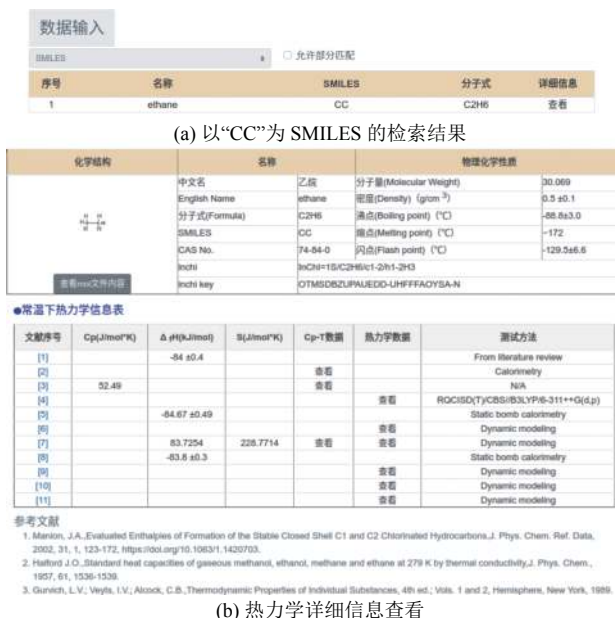 数据输入
SMILES
允许部分匹配
序号 名称 SMILES 分子式 详细信息
1 ethane CC C2H6 查看
(a) 以“CC”为 SMILES 的检索结果
化学结构 名称 物理化学性质
中文名 乙烷 分子量(Molecular Weight) 30.069
English Name ethane 密度(Density) (g/cm 3) 0.5 ±0.1
分子式(Formula) C2H6 沸点(Boiling point) (℃) -88.8±3.0
SMILES CC 熔点(Melting point) (℃) -172
CAS No. 74-84-0 闪点(Flash point) (℃) -129.5±6.6
Inchi InChI=1S/C2H6/c1-2/h1-2H3
查看mol文件内容 Inchi key OTMSDBZUPAUEDD-UHFFFAOYSA-N
●常温下热力学信息表
文献序号 Cp(J/mol*K) Δ fH(kJ/mol) S(J/mol*K) Cp-T数据 热力学数据 测试方法
[1] -84 ±0.4 From literature review
[2] 查看 Calorimetry
[3] 52.49 查看 N/A
[4] 查看 RQCISD(T)/CBS//B3LYP/6-311++G(d,p)
[5] -84.67 ±0.49 Static bomb calorimetry
[6] 查看 Dynamic modeling
[7] 83.7254 228.7714 查看 查看 Dynamic modeling
[8] -83.8 ±0.3 Static bomb calorimetry
[9] 查看 Dynamic modeling
[10] 查看 Dynamic modeling
[11] 查看 Dynamic modeling
参考文献
1. Manion, J.A.,Evaluated Enthalpies of Formation of the Stable Closed Shell C1 and C2 Chlorinated Hydrocarbons,J. Phys. Chem. Ref. Data,
2002, 31, 1, 123-172, https://doi.org/10.1063/1.1420703.
2. Halford J.O.,Standard heat capacities of gaseous methanol, ethanol, methane and ethane at 279 K by thermal conductivity,J. Phys. Chem.,
1957, 61, 1536-1539.
3. Gurvich, L.V.; Veyts, I.V.; Alcock, C.B.,Thermodynamic Properties of Individual Substances, 4th ed.; Vols. 1 and 2, Hemisphere, New York, 1989.
(b) 热力学详细信息查看